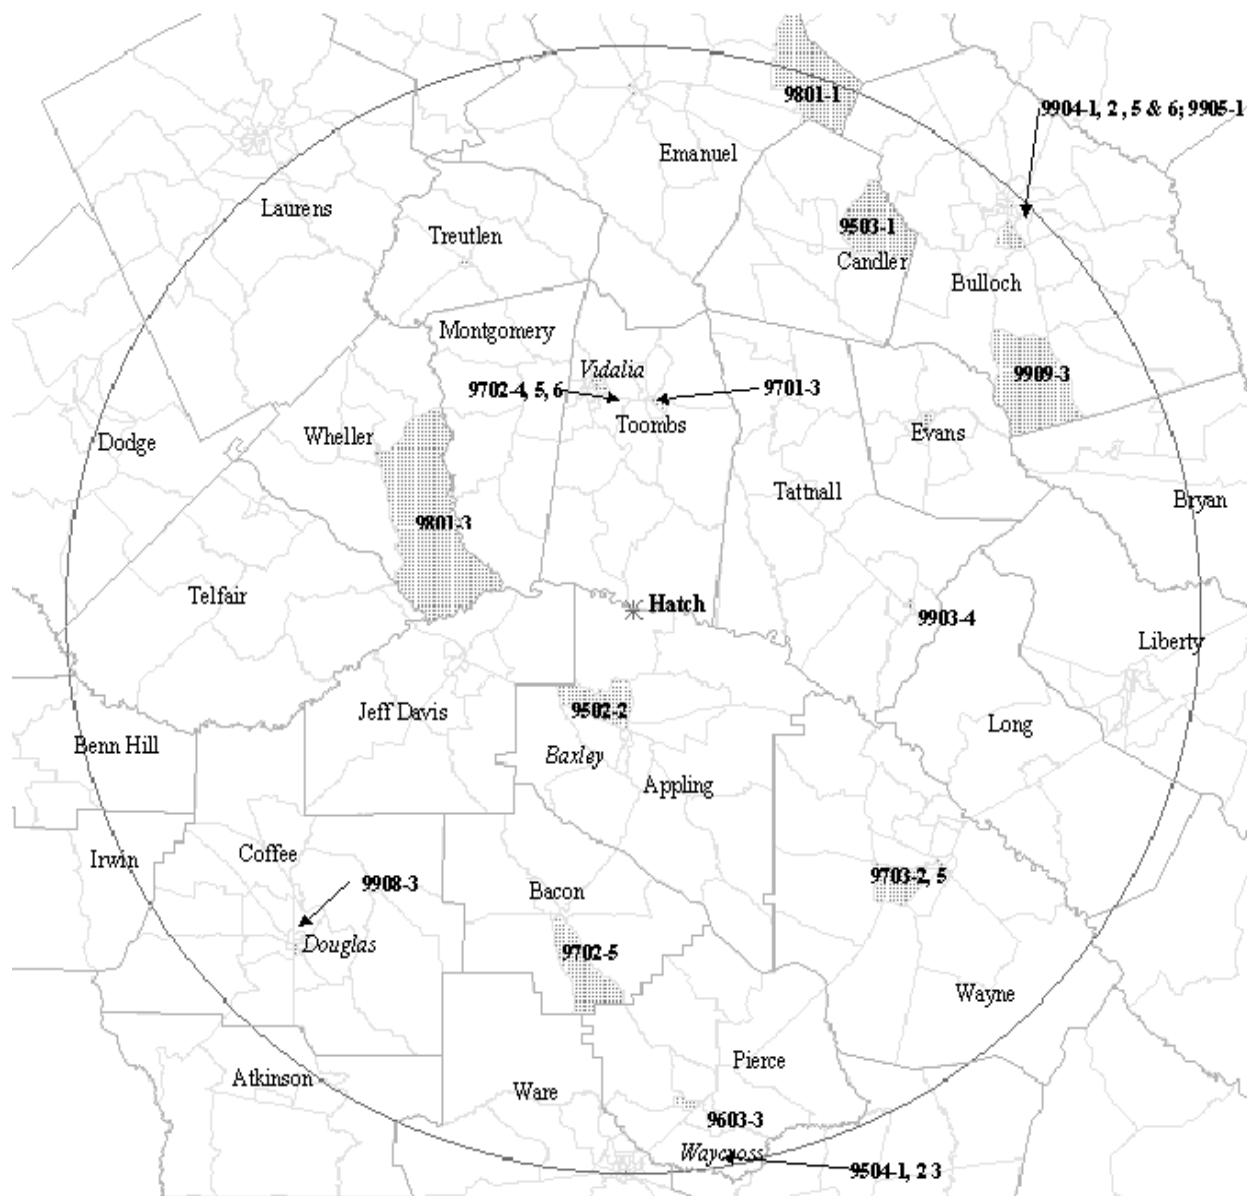 9801-1
9904-1, 2 , 5 & 6; 9905-1
Emanuel
Laurens
9503-1
Treutlen
Candler
Bulloch
Montgomery
Vidalia
9909-3
9702-4, 5, 6
9701-3
Toombs
Wheller
Evans
Dodge
Tattnall
Bryan
9801-3
Telfair
Hatch
9903-4
Liberty
9502-2
Jeff Davis
Long
Benn Hill
Baxley
Appling
Irwin
Coffee
9703-2, 5
9908-3
Bacon
Douglas
9702-5
Wayne
Pierce
Atkinson
Ware
9603-3
Waycross
9504-1, 2 3